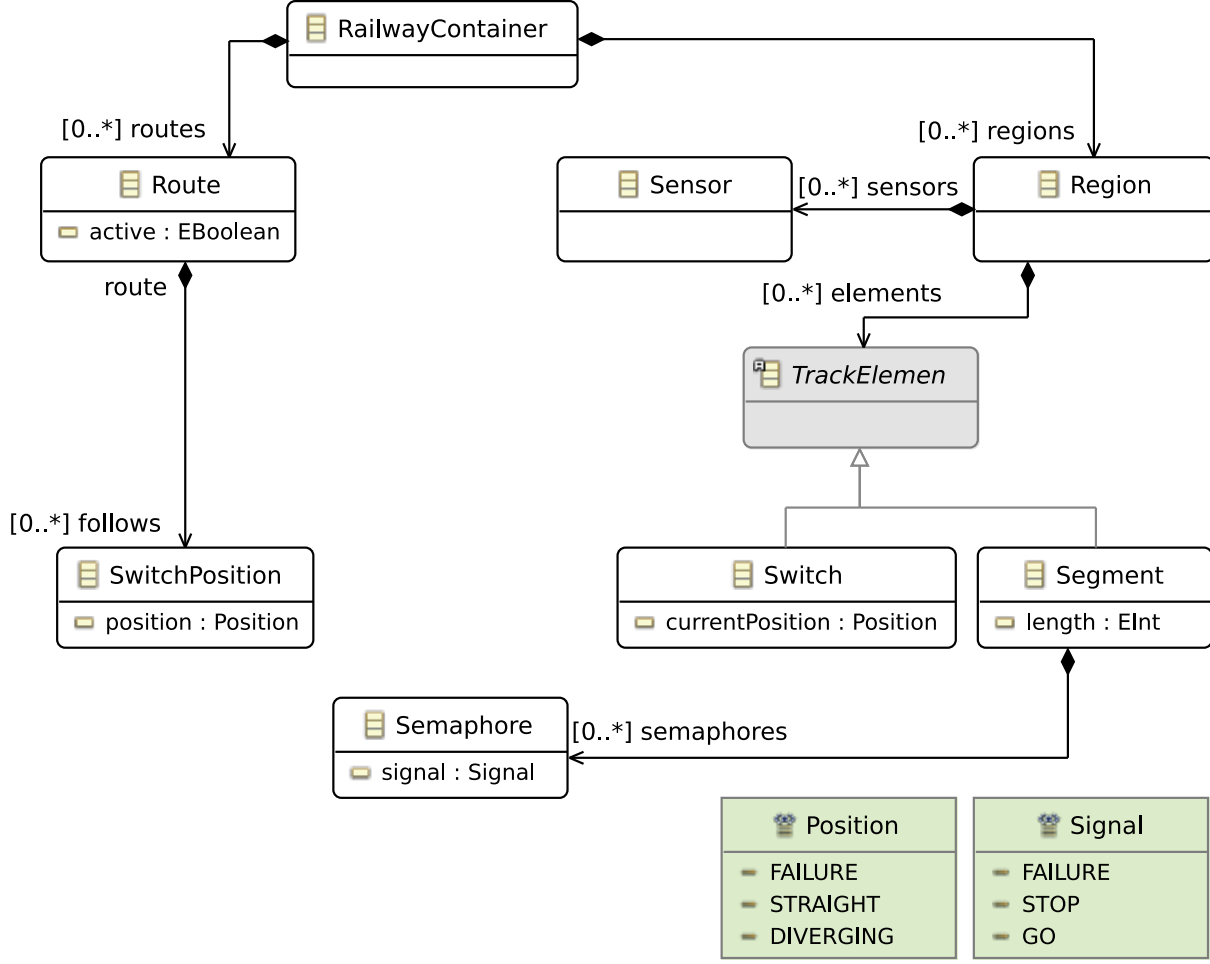 RailwayContainer
[0..*] routes
[0..*] regions
Route
active : EBoolean
Sensor
[0..*] sensors
Region
route
[0..*] elements
TrackElemen
[0..*] follows
SwitchPosition
position : Position
Switch
currentPosition : Position
Segment
length : EInt
Semaphore
signal : Signal
[0..*] semaphores
Position
FAILURE
STRAIGHT
DIVERGING
Signal
FAILURE
STOP
GO